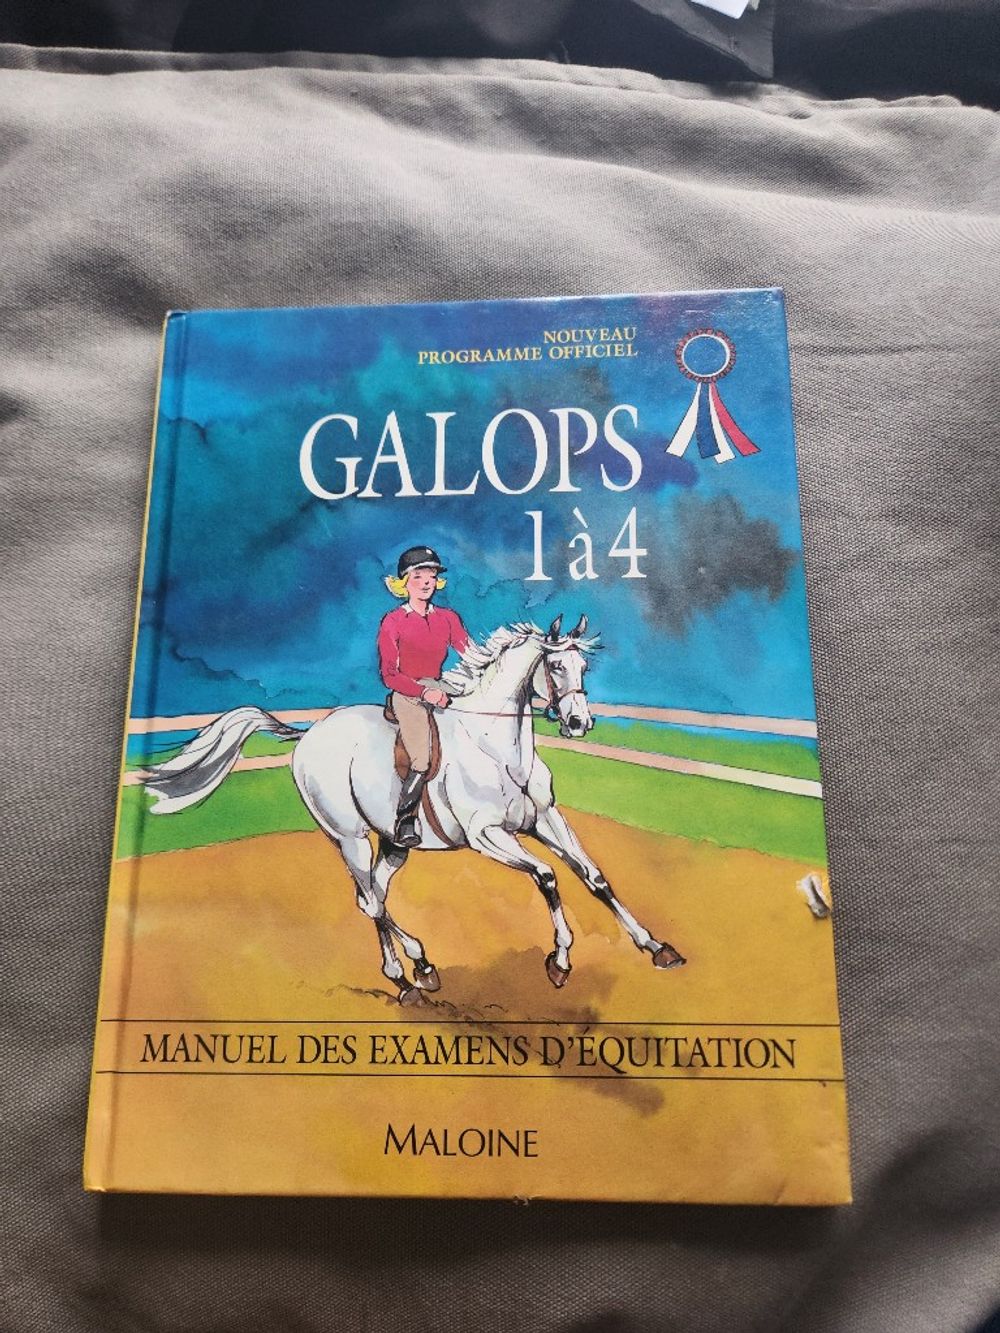 NOUVEAU
PROGRAMME OFFICIEL
GALOPS
1 à 4
MANUEL DES EXAMENS D'ÉQUITATION
MALOINE